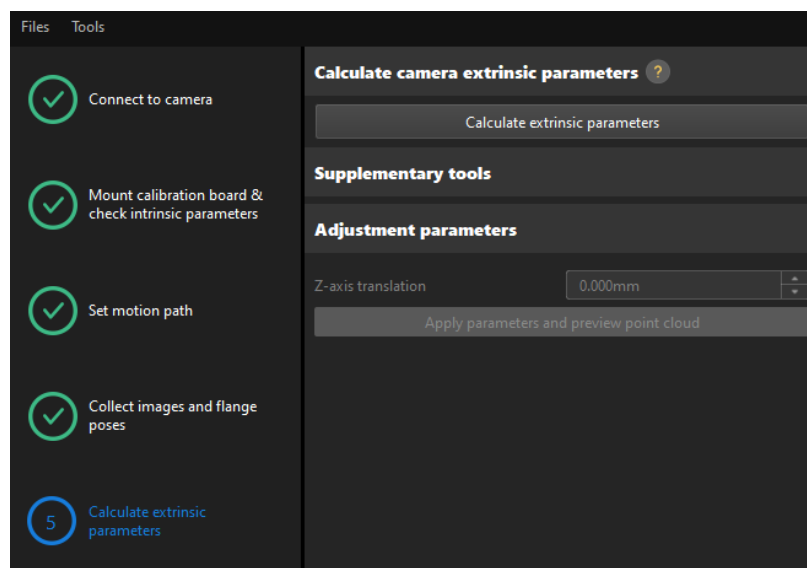 Files Tools
Connect to camera
Mount calibration board &
check intrinsic parameters
Set motion path
Collect images and flange
poses
5
Calculate extrinsic
parameters
Calculate camera extrinsic parameters ?
Calculate extrinsic parameters
Supplementary tools
Adjustment parameters
Z-axis translation 0.000mm
Apply parameters and preview point cloud